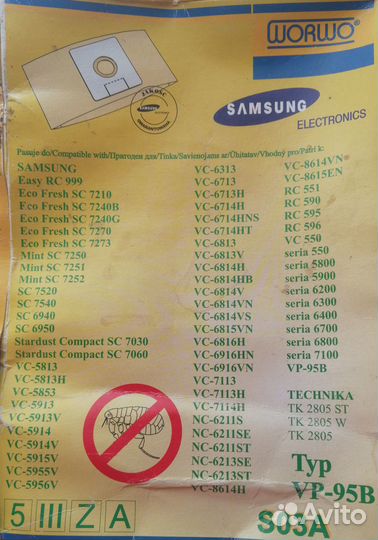 WORWO
JAKOŚĆ
SAMSUNG
GWARANTOWANA
SAMSUNG
ELECTRONICS
Pasuje do/Compatible with/Прагоден для/Tinka/Savienojams ar/Ühjtatav/Vhodný pro/Patří k:
SAMSUNG
Easy RC 999
Eco Fresh SC 7210
Eco Fresh SC 7240B
Eco Fresh SC 7240G
Eco Fresh SC 7270
Eco Fresh SC 7273
Mint SC 7250
Mint SC 7251
Mint SC 7252
SC 7520
SC 7540
SC 6940
SC 6950
Stardust Compact SC 7030
Stardust Compact SC 7060
VC-5813
VC-5813H
VC-5853
VC-5913
VC-5913V
VC-5914
VC-5914V
VC-5915V
VC-5955V
VC-5956V
VC-6313
VC-6713
VC-6713H
VC-6714H
VC-6714HNS
VC-6714HT
VC-6813
VC-6813V
VC-6814H
VC-6814HB
VC-6814V
VC-6814VN
VC-6814VS
VC-6815VN
VC-6816H
VC-6916HN
VC-6916VN
VC-7113
VC-7113H
VC-7114H
NC-6211S
NC-6211SE
NC-6211ST
NC-6213SE
NC-6213ST
VC-8614H
VC-8614VN
VC-8615EN
RC 551
RC 590
RC 595
RC 596
VC 550
seria 550
seria 5800
seria 5900
seria 6200
seria 6300
seria 6400
seria 6700
seria 6800
seria 7100
VP-95B
TECHNIKA
TK 2805 ST
TK 2805 W
TK 2805
Typ
VP-95B
S05A
5 III Z A
Avito